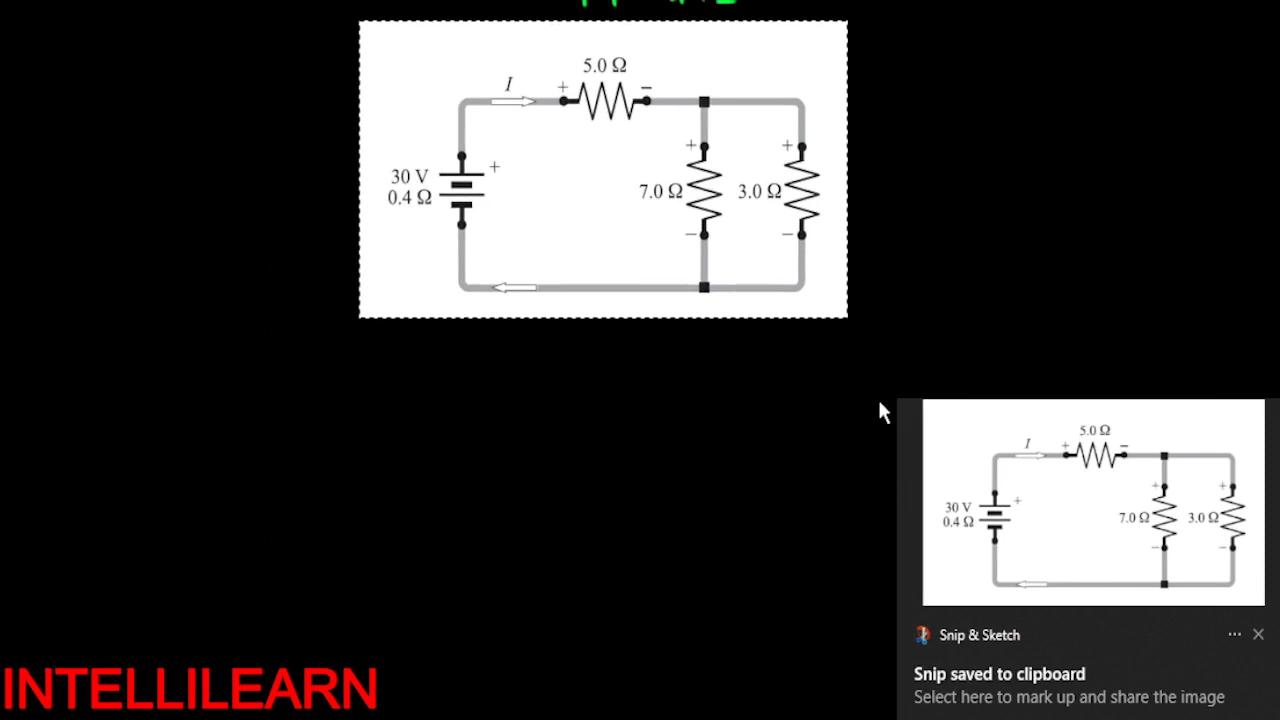 5.0 Ω
I
+
−
+
30 V
0.4 Ω
+
7.0 Ω
−
+
3.0 Ω
−
5.0 Ω
I
+
−
+
30 V
0.4 Ω
+
7.0 Ω
−
+
3.0 Ω
−
Snip & Sketch
Snip saved to clipboard
Select here to mark up and share the image
INTELLILEARN